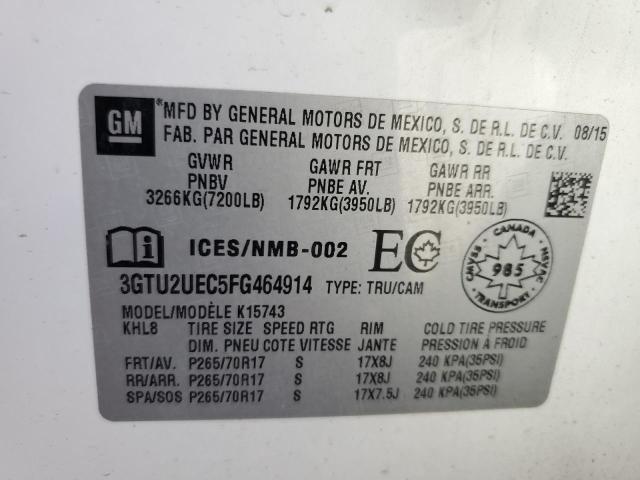 GM
*MFD BY GENERAL MOTORS DE MEXICO, S. DE R.L. DE C.V. 08/15
FAB. PAR GENERAL MOTORS DE MEXICO, S. DE R.L. DE C.V.
GVWR GAWR FRT GAWR RR
PNBV PNBE AV. PNBE ARR.
3266KG(7200LB) 1792KG(3950LB) 1792KG(3950LB)
i ICES/NMB-002 EC
CANADA
CMVSS 985 NSVAC
TRANSPORT
3GTU2UEC5FG464914 TYPE: TRU/CAM
MODEL/MODÈLE K15743
KHL8 TIRE SIZE SPEED RTG RIM COLD TIRE PRESSURE
DIM. PNEU COTE VITESSE JANTE PRESSION À FROID
FRT/AV. P265/70R17 S 17X8J 240 KPA(35PSI)
RR/ARR. P265/70R17 S 17X8J 240 KPA(35PSI)
SPA/SOS P265/70R17 S 17X7.5J 240 KPA(35PSI)